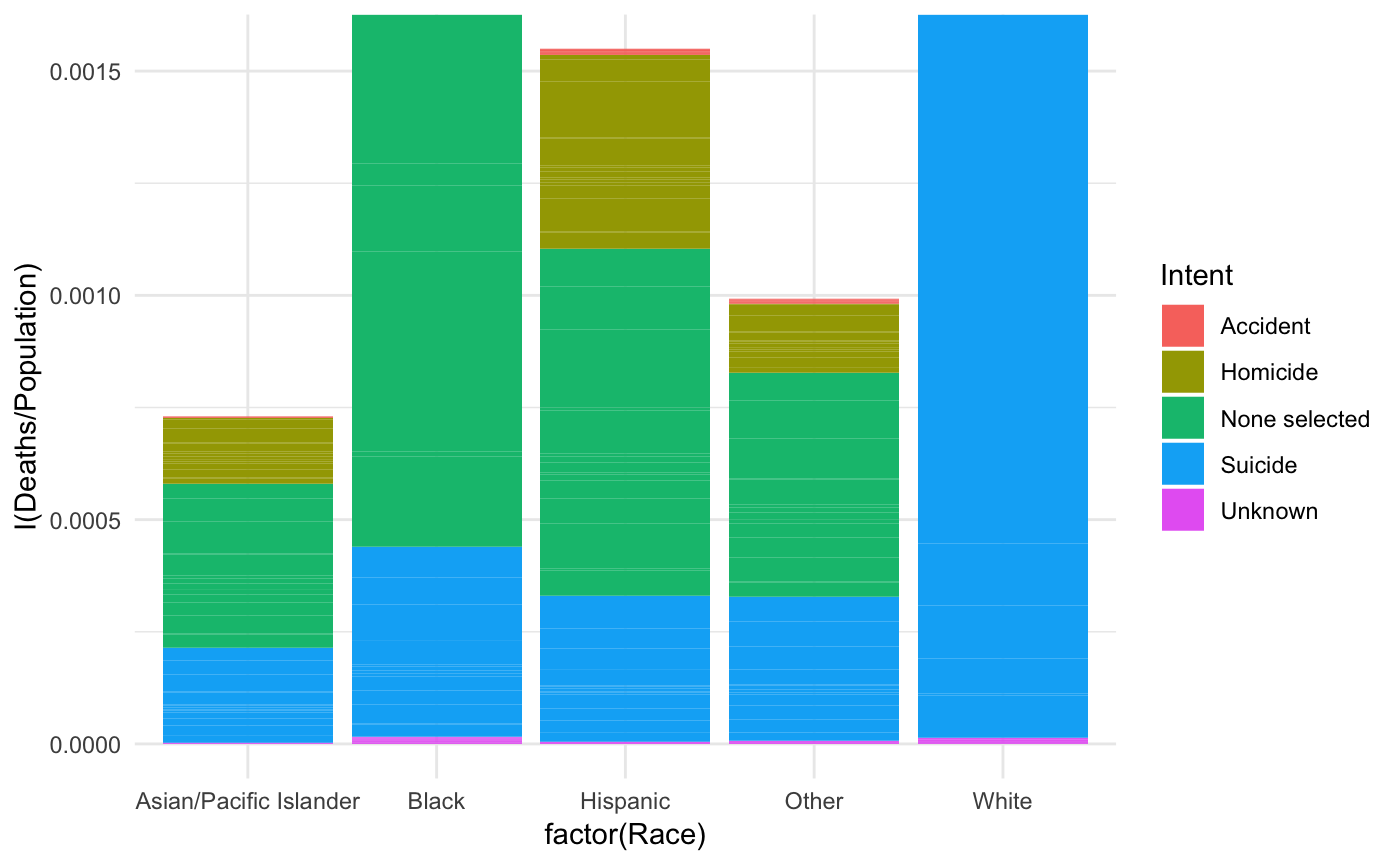 I(Deaths/Population)
0.0015
0.0010
0.0005
0.0000
Asian/Pacific Islander
Black
Hispanic
Other
White
factor(Race)
Intent
Accident
Homicide
None selected
Suicide
Unknown